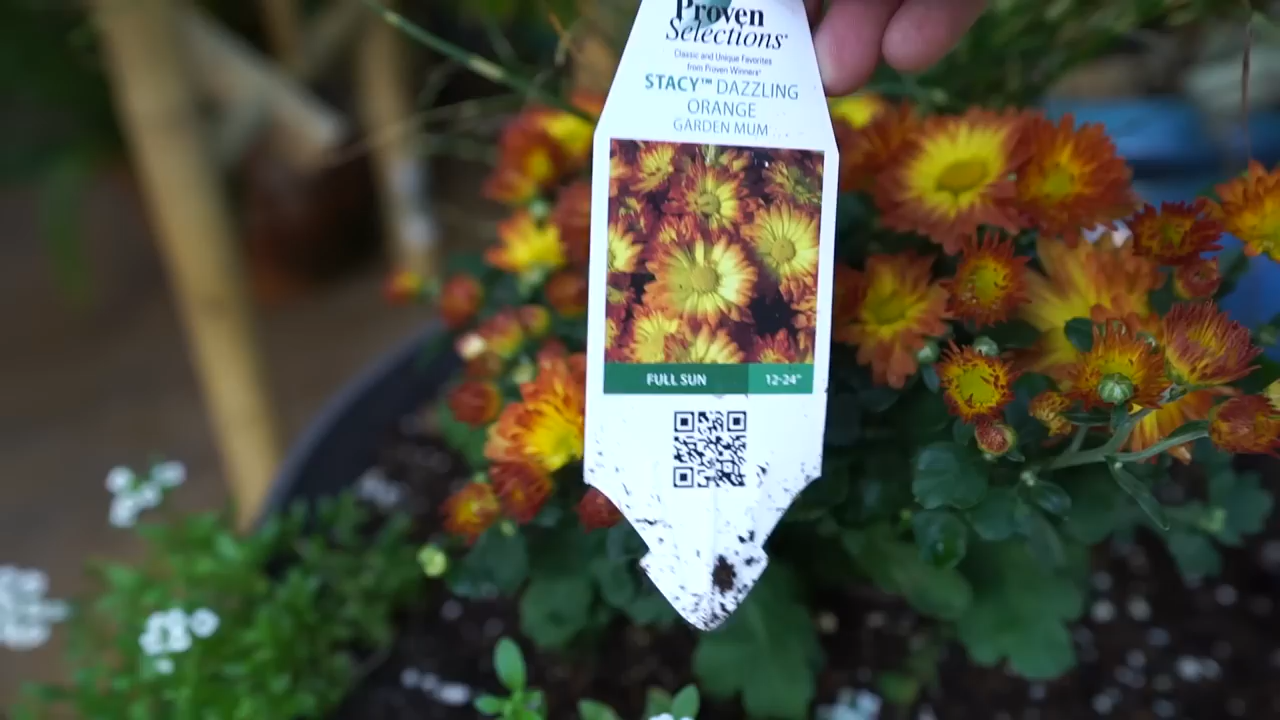 Proven
Selections®
Classic and Unique Favorites
from Proven Winners®
STACY™ DAZZLING
ORANGE
GARDEN MUM
FULL SUN 12-24"